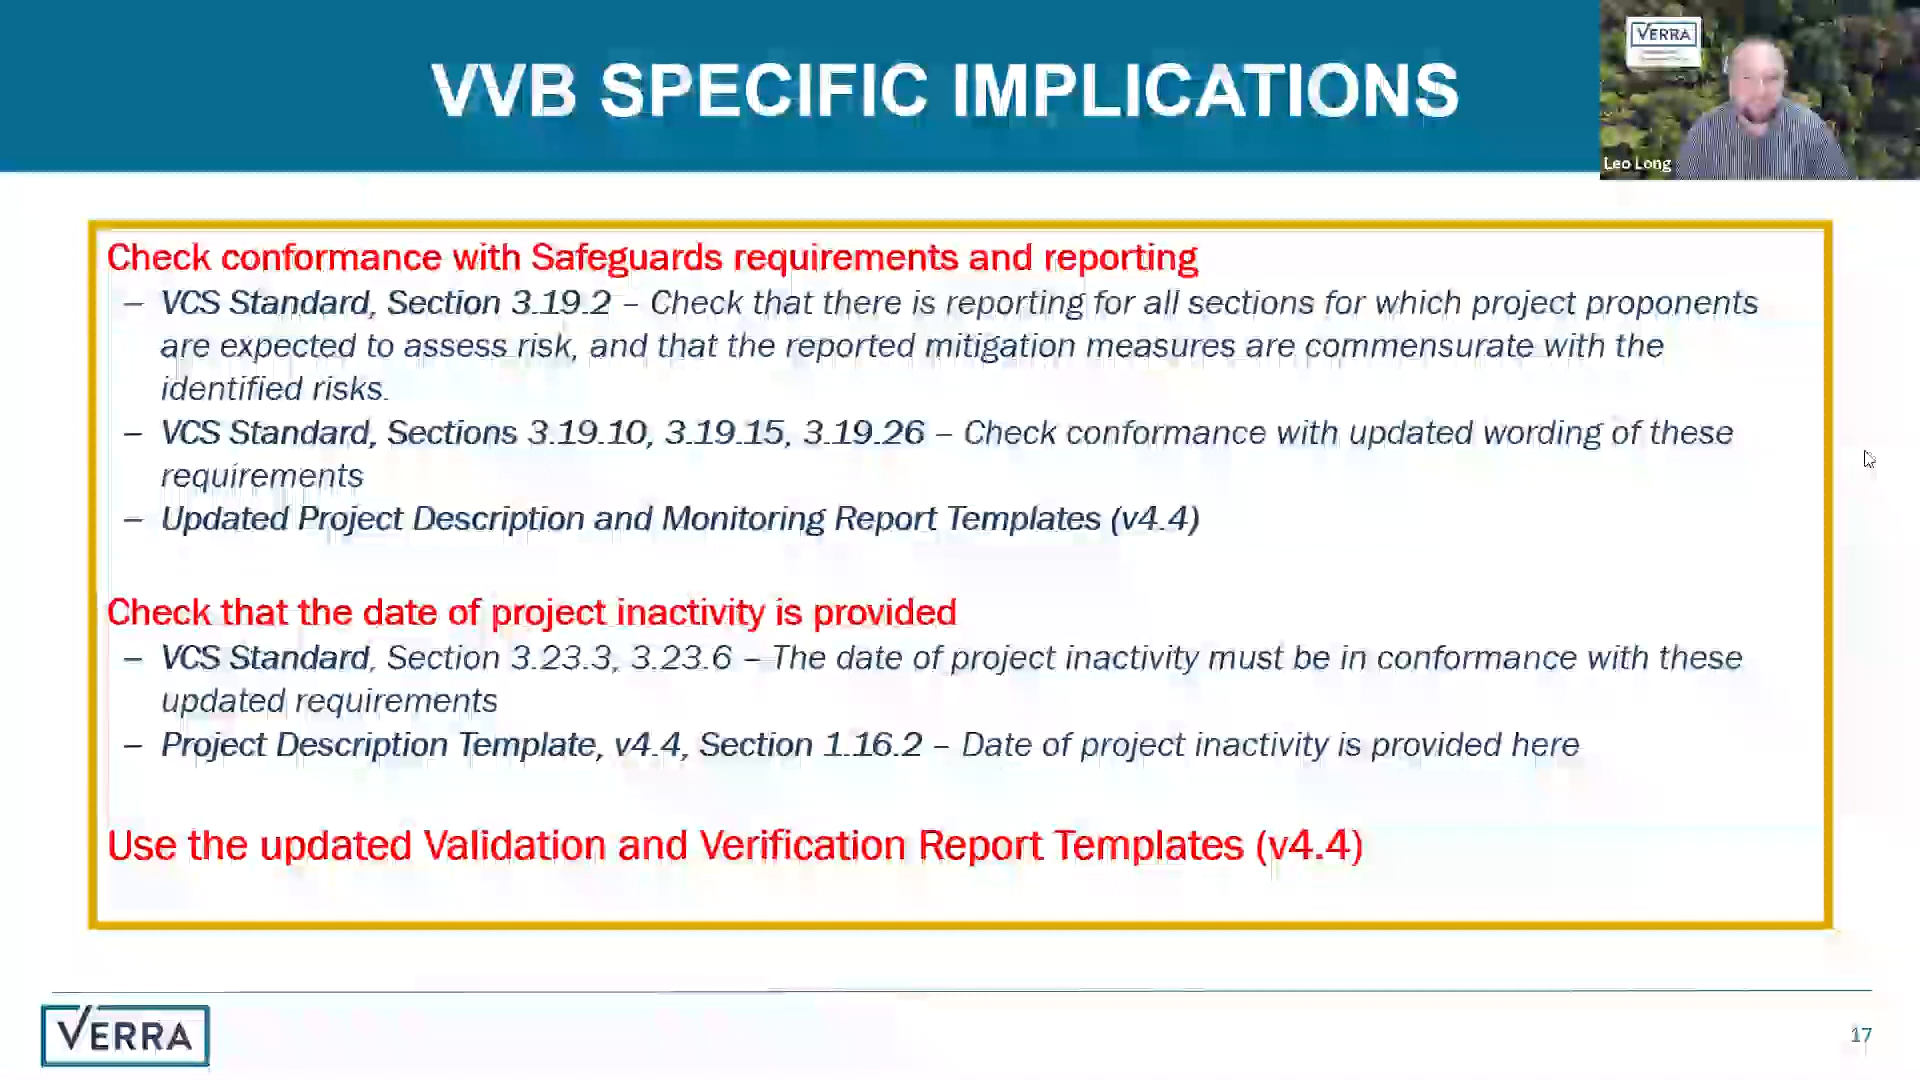 VVB SPECIFIC IMPLICATIONS
VERRA
Leo Long
Check conformance with Safeguards requirements and reporting
– VCS Standard, Section 3.19.2 – Check that there is reporting for all sections for which project proponents
are expected to assess risk, and that the reported mitigation measures are commensurate with the
identified risks.
– VCS Standard, Sections 3.19.10, 3.19.15, 3.19.26 – Check conformance with updated wording of these
requirements
– Updated Project Description and Monitoring Report Templates (v4.4)
Check that the date of project inactivity is provided
– VCS Standard, Section 3.23.3, 3.23.6 – The date of project inactivity must be in conformance with these
updated requirements
– Project Description Template, v4.4, Section 1.16.2 – Date of project inactivity is provided here
Use the updated Validation and Verification Report Templates (v4.4)
VERRA
17